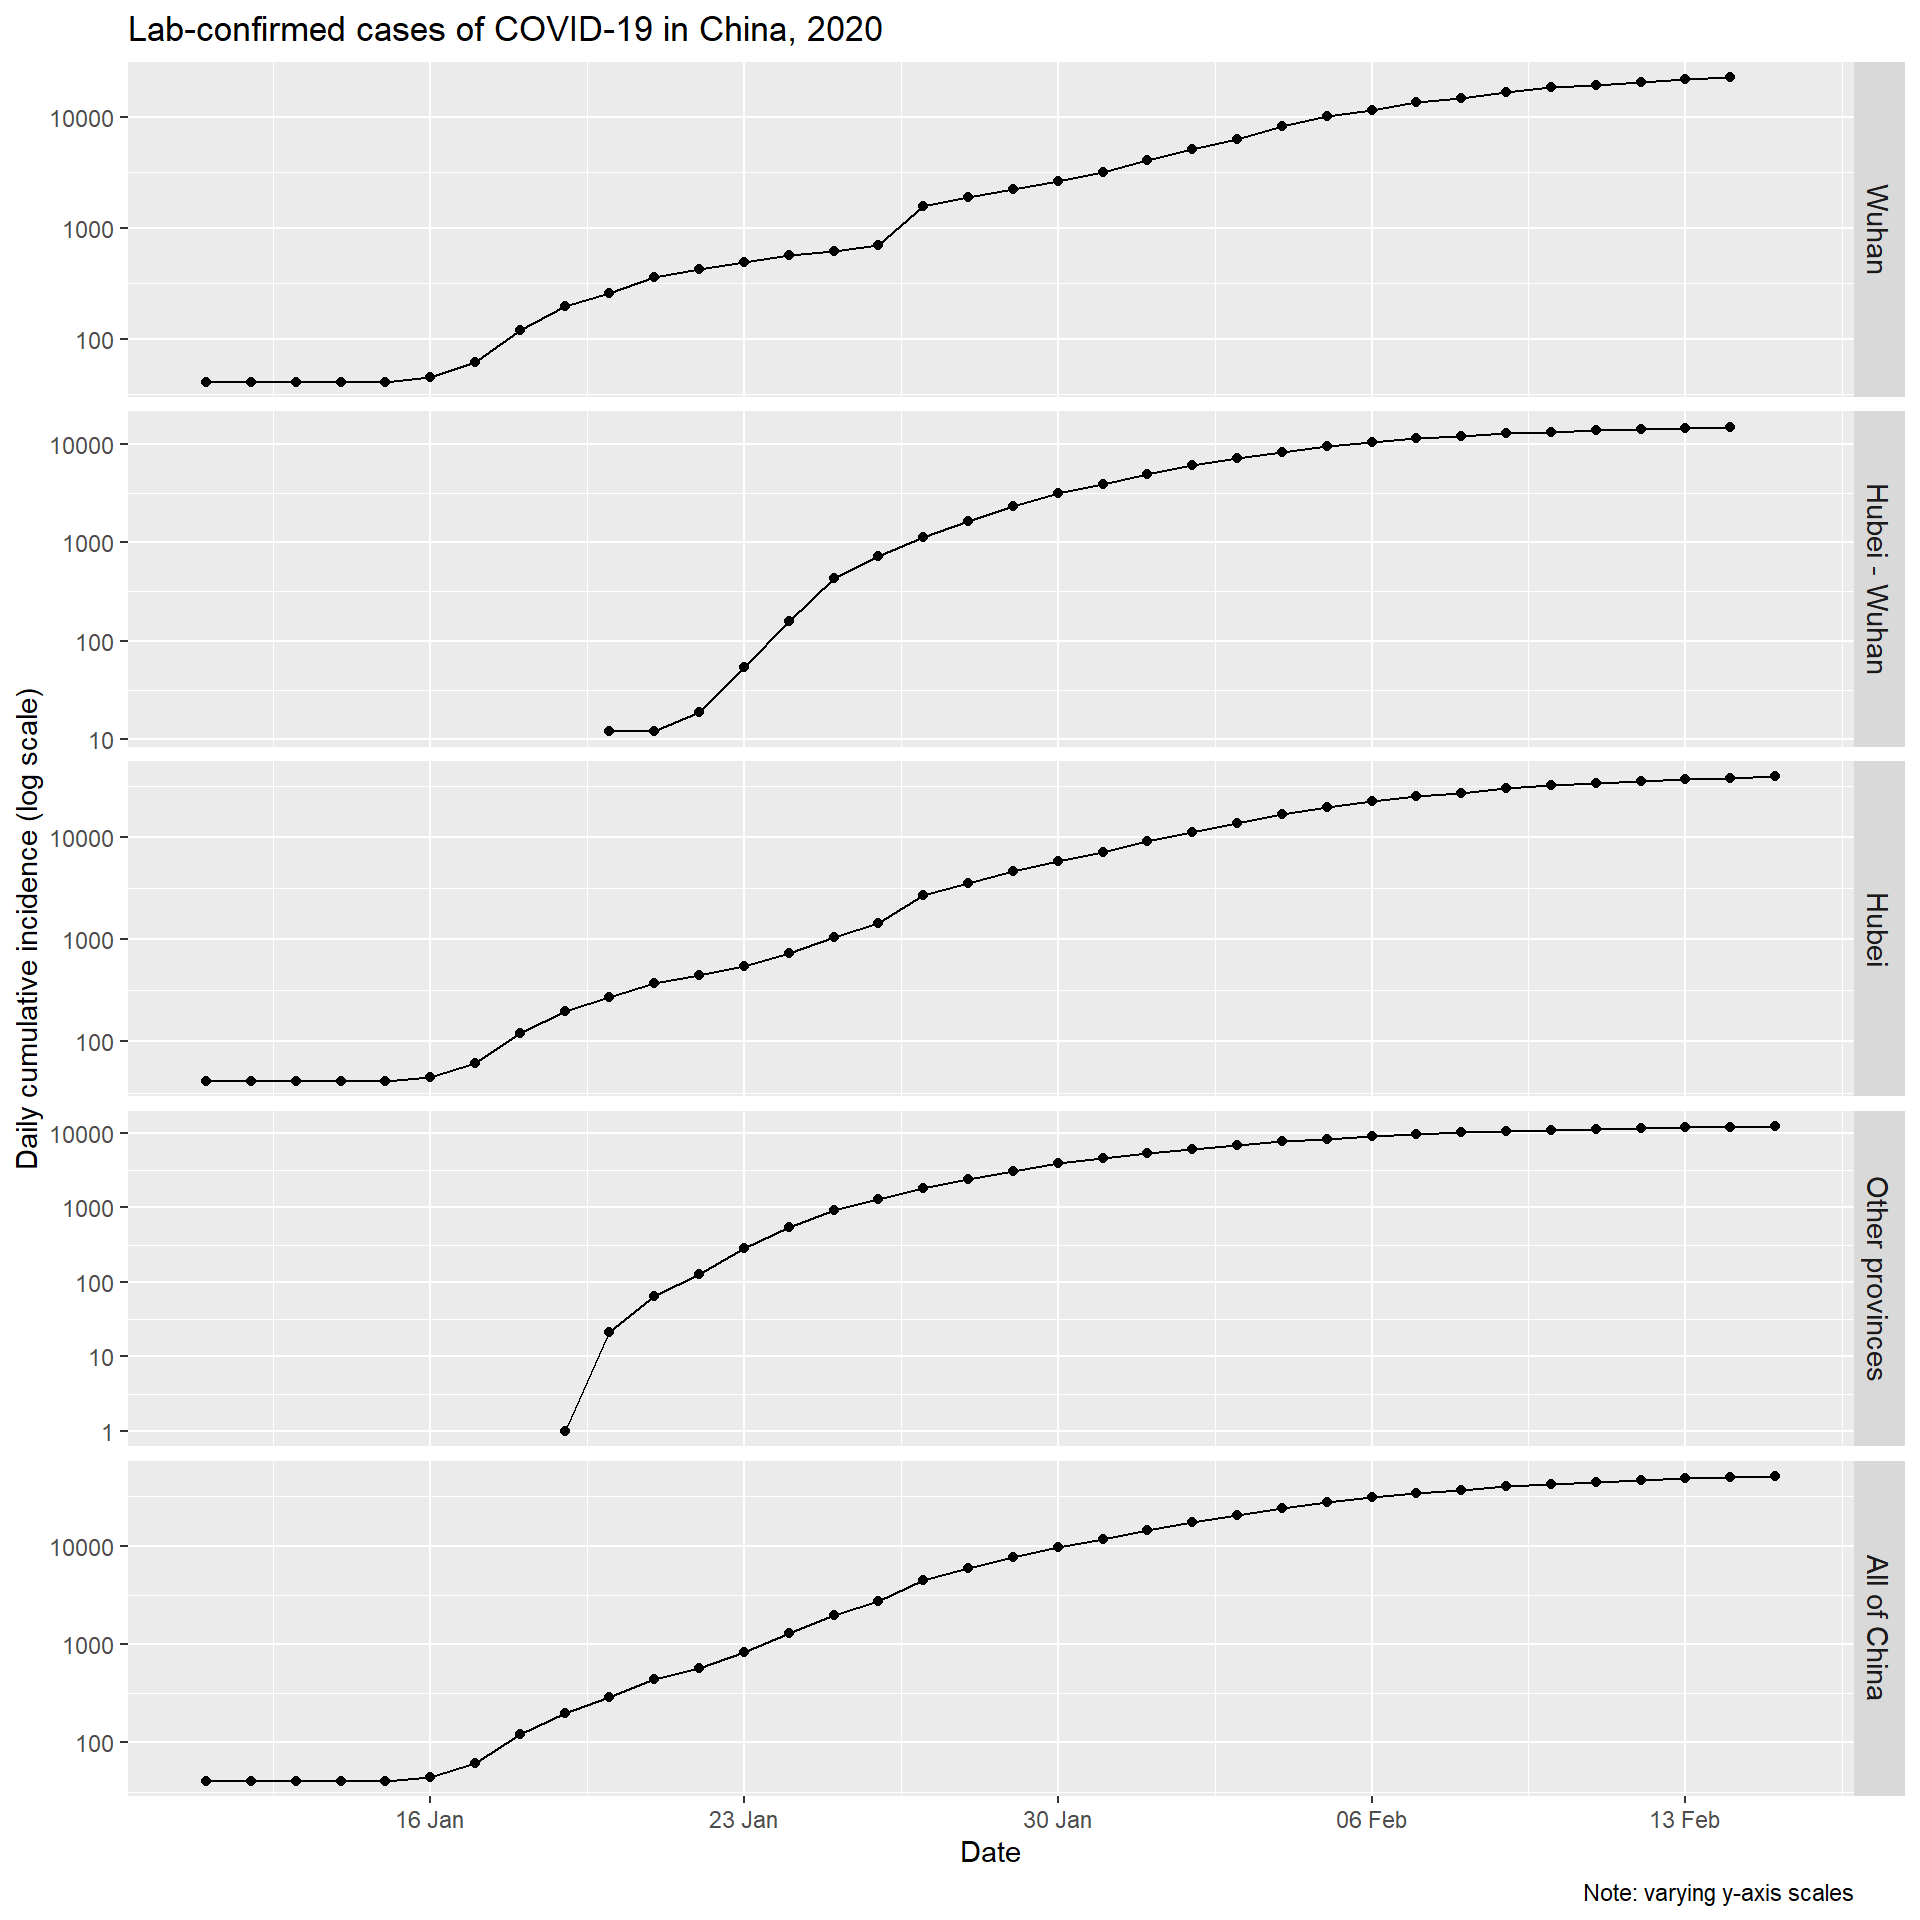 Lab-confirmed cases of COVID-19 in China, 2020
Daily cumulative incidence (log scale)
10000
1000
100
Wuhan
10000
1000
100
10
Hubei - Wuhan
10000
1000
100
Hubei
10000
1000
100
10
1
Other provinces
10000
1000
100
All of China
16 Jan
23 Jan
30 Jan
06 Feb
13 Feb
Date
Note: varying y-axis scales